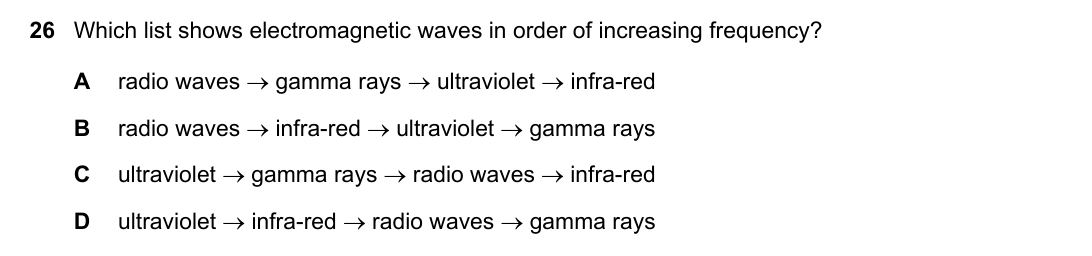 26 Which list shows electromagnetic waves in order of increasing frequency?
A radio waves → gamma rays → ultraviolet → infra-red
B radio waves → infra-red → ultraviolet → gamma rays
C ultraviolet → gamma rays → radio waves → infra-red
D ultraviolet → infra-red → radio waves → gamma rays